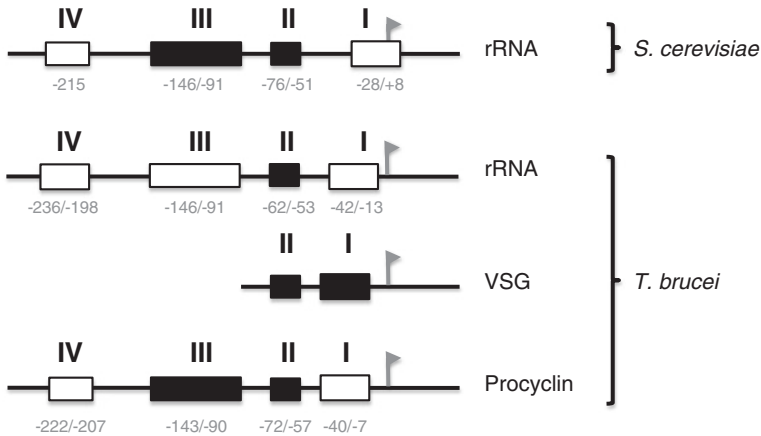 IV III II I
rRNA S. cerevisiae
-215 -146/-91 -76/-51 -28/+8
IV III II I
rRNA
-236/-198 -146/-91 -62/-53 -42/-13
II I
VSG T. brucei
IV III II I
Procyclin
-222/-207 -143/-90 -72/-57 -40/-7